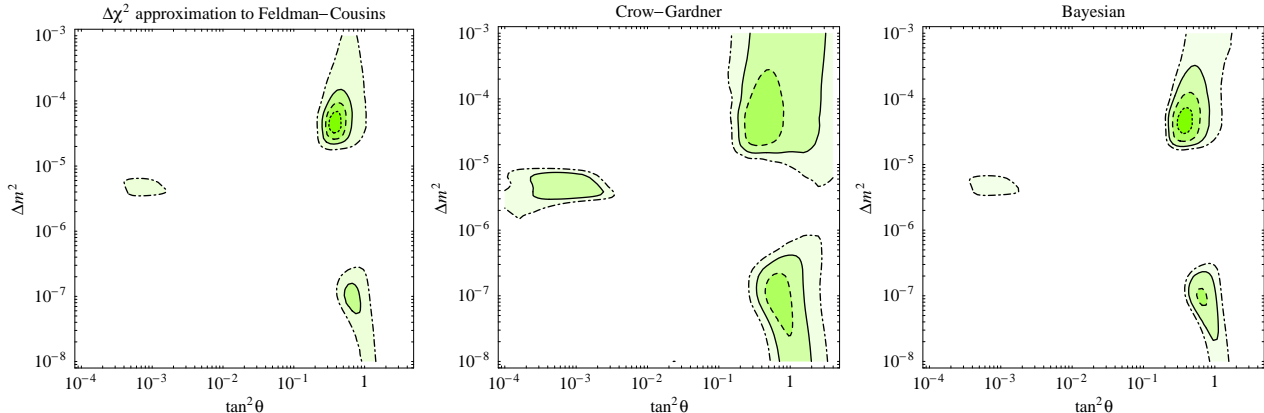 Δχ² approximation to Feldman−Cousins
10⁻³
10⁻⁴
10⁻⁵
10⁻⁶
10⁻⁷
10⁻⁸
Δm²
10⁻⁴ 10⁻³ 10⁻² 10⁻¹ 1
tan²θ
Crow−Gardner
10⁻³
10⁻⁴
10⁻⁵
10⁻⁶
10⁻⁷
10⁻⁸
Δm²
10⁻⁴ 10⁻³ 10⁻² 10⁻¹ 1
tan²θ
Bayesian
10⁻³
10⁻⁴
10⁻⁵
10⁻⁶
10⁻⁷
10⁻⁸
Δm²
10⁻⁴ 10⁻³ 10⁻² 10⁻¹ 1
tan²θ